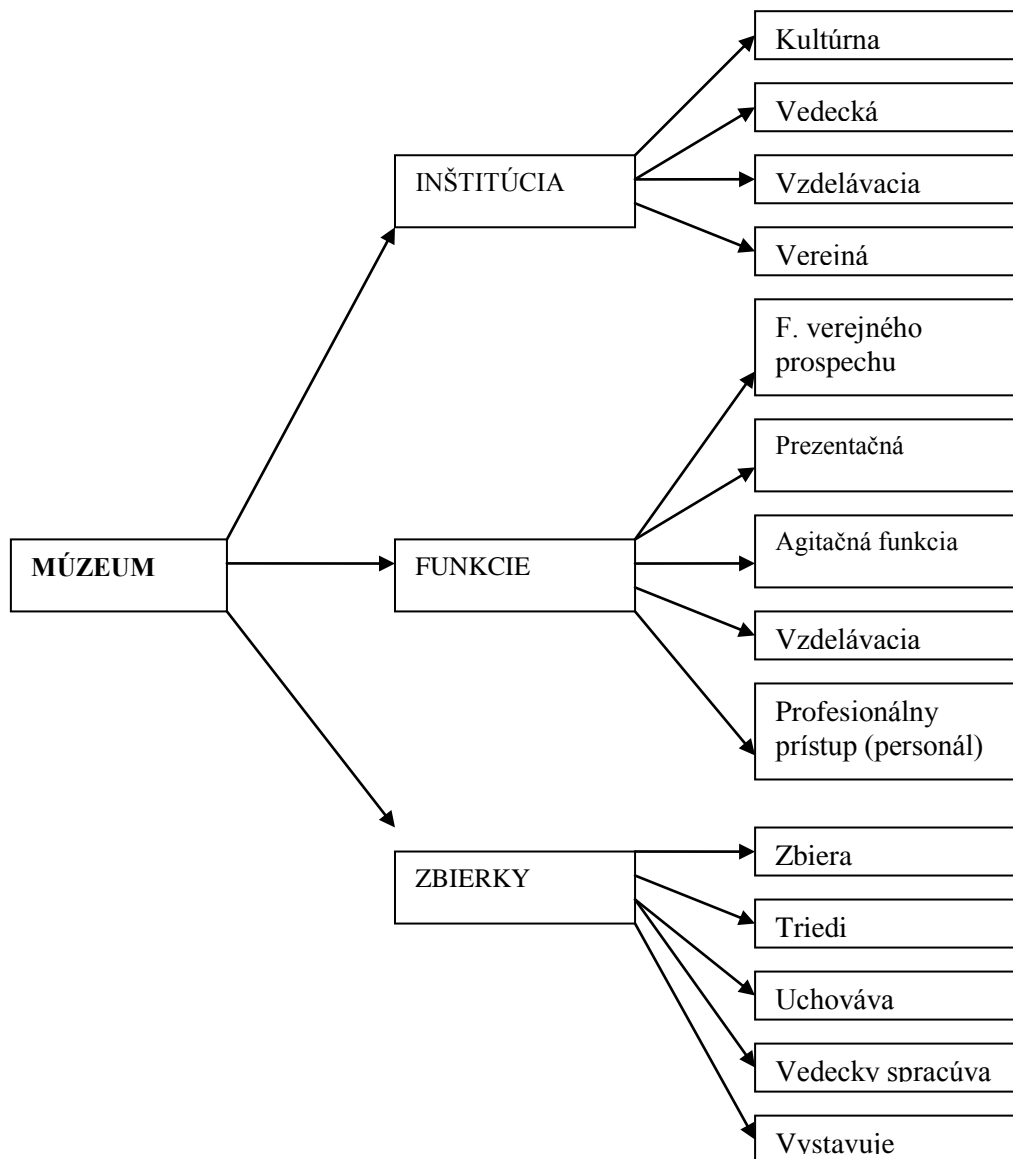 Kultúrna
Vedecká
INŠTITÚCIA
Vzdelávacia
Verejná
F. verejného
prospechu
Prezentačná
MÚZEUM
FUNKCIE
Agitačná funkcia
Vzdelávacia
Profesionálny
prístup (personál)
ZBIERKY
Zbiera
Triedi
Uchováva
Vedecky spracúva
Vystavuje